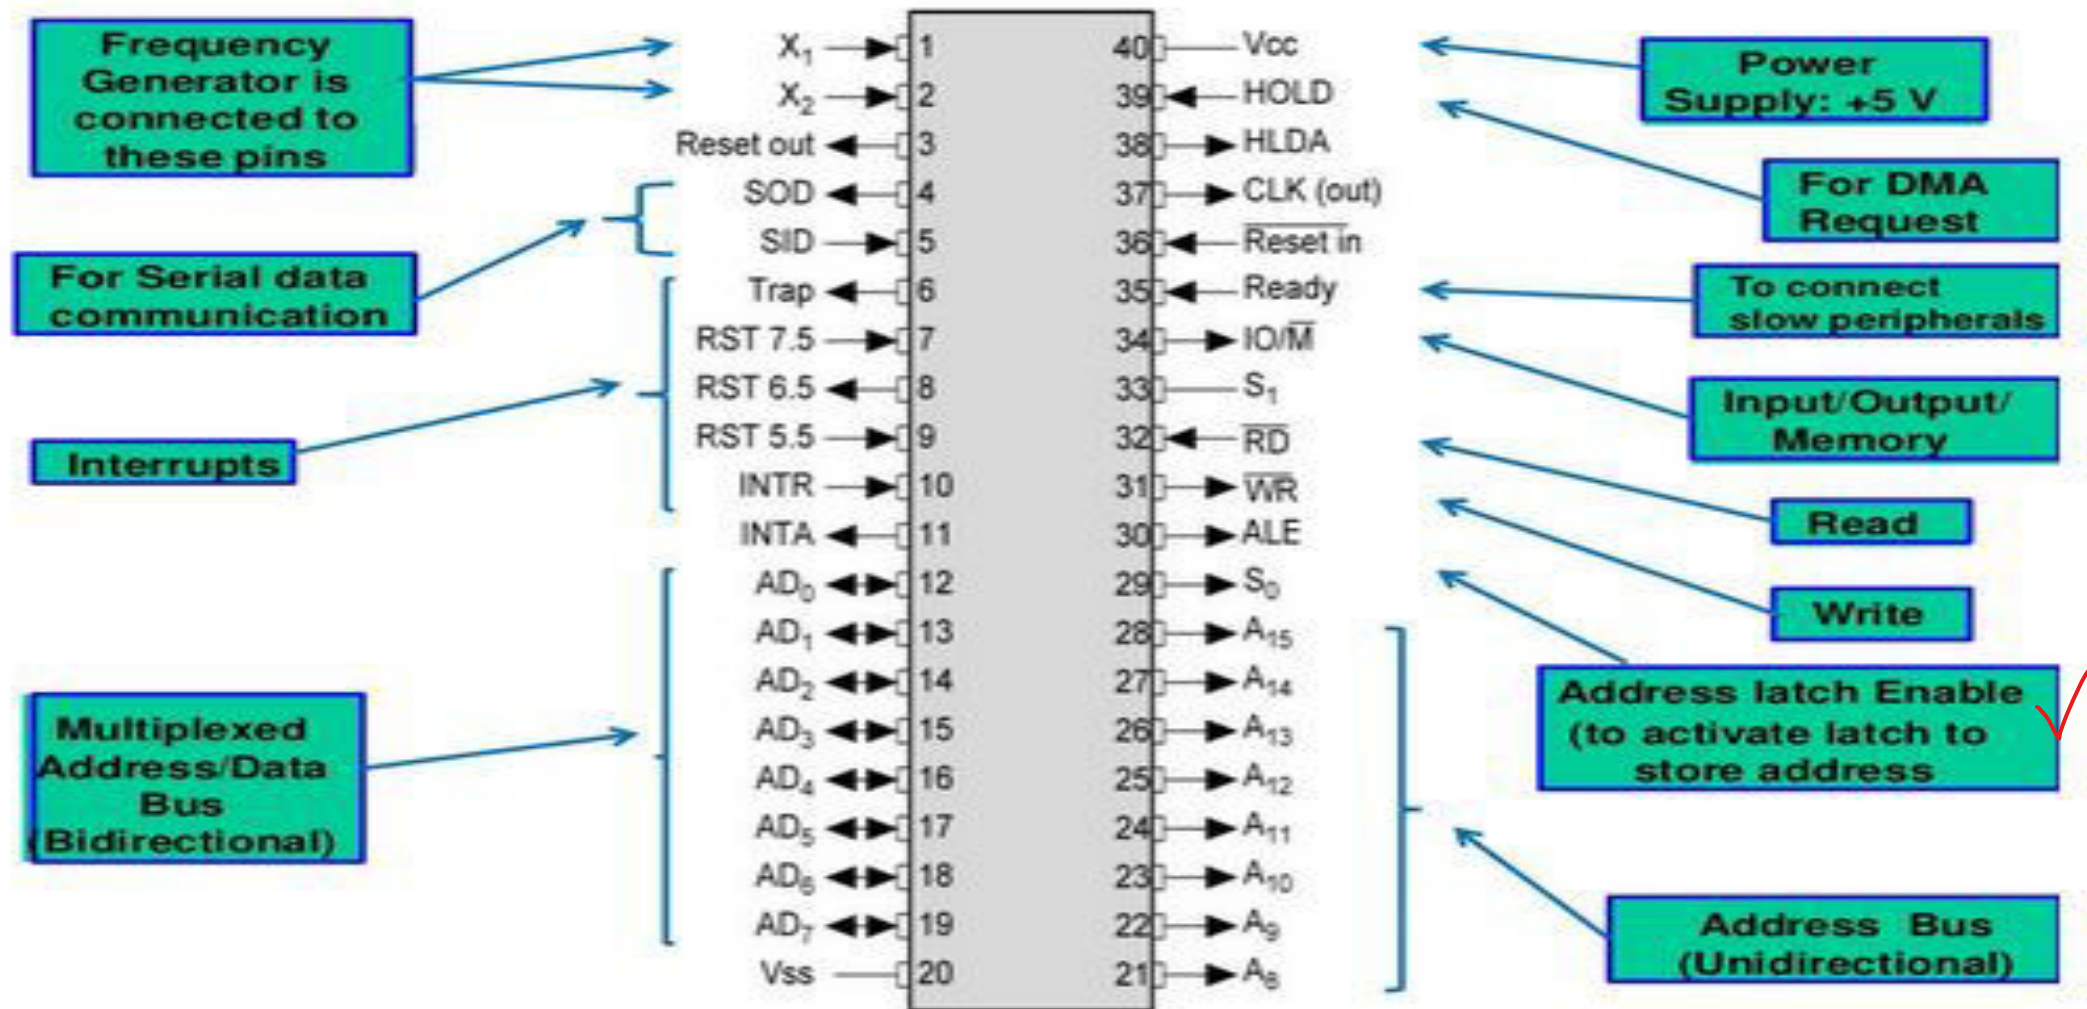 Frequency
Generator is
connected to
these pins
For Serial data
communication
Interrupts
Multiplexed
Address/Data
Bus
(Bidirectional)
X1 1
X2 2
Reset out 3
SOD 4
SID 5
Trap 6
RST 7.5 7
RST 6.5 8
RST 5.5 9
INTR 10
INTA 11
AD0 12
AD1 13
AD2 14
AD3 15
AD4 16
AD5 17
AD6 18
AD7 19
Vss 20
40 Vcc
39 HOLD
38 HLDA
37 CLK (out)
36 Reset in
35 Ready
34 IO/M
33 S1
32 RD
31 WR
30 ALE
29 S0
28 A15
27 A14
26 A13
25 A12
24 A11
23 A10
22 A9
21 A8
Power
Supply: +5 V
For DMA
Request
To connect
slow peripherals
Input/Output/
Memory
Read
Write
Address latch Enable
(to activate latch to
store address
Address Bus
(Unidirectional)